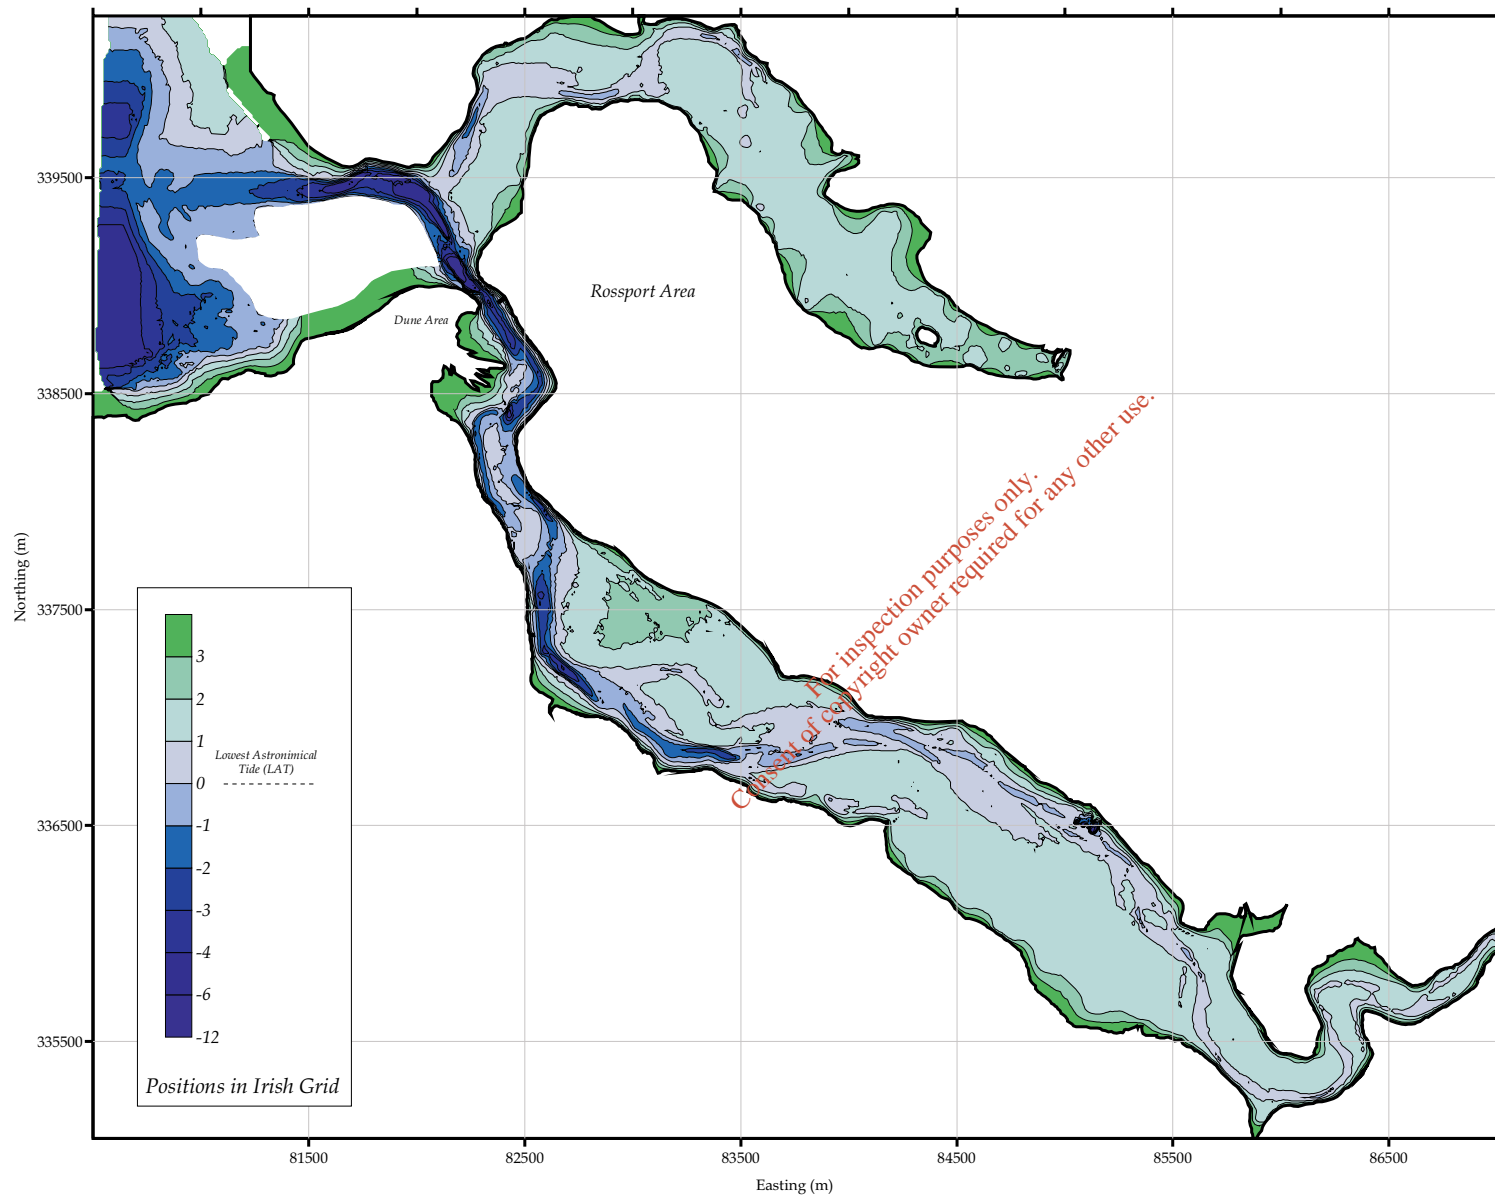 339500
338500
337500
336500
335500
Northing (m)
Rossport Area
Dune Area
3
2
1
0
-1
-2
-3
-4
-6
-12
Lowest Astronimical
Tide (LAT)
Positions in Irish Grid
For inspection purposes only.
Consent of copyright owner required for any other use.
81500 82500 83500 84500 85500 86500
Easting (m)